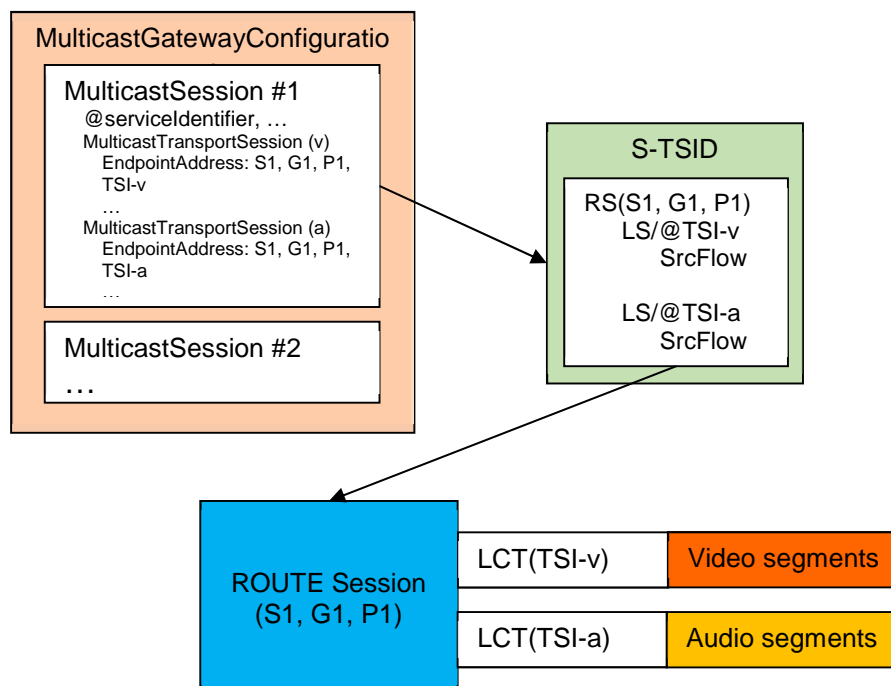 MulticastGatewayConfiguratio
MulticastSession #1
@serviceIdentifier, …
MulticastTransportSession (v)
EndpointAddress: S1, G1, P1,
TSI-v
…
MulticastTransportSession (a)
EndpointAddress: S1, G1, P1,
TSI-a
…
MulticastSession #2
…
S-TSID
RS(S1, G1, P1)
LS/@TSI-v
SrcFlow
LS/@TSI-a
SrcFlow
ROUTE Session
(S1, G1, P1)
LCT(TSI-v)
Video segments
LCT(TSI-a)
Audio segments